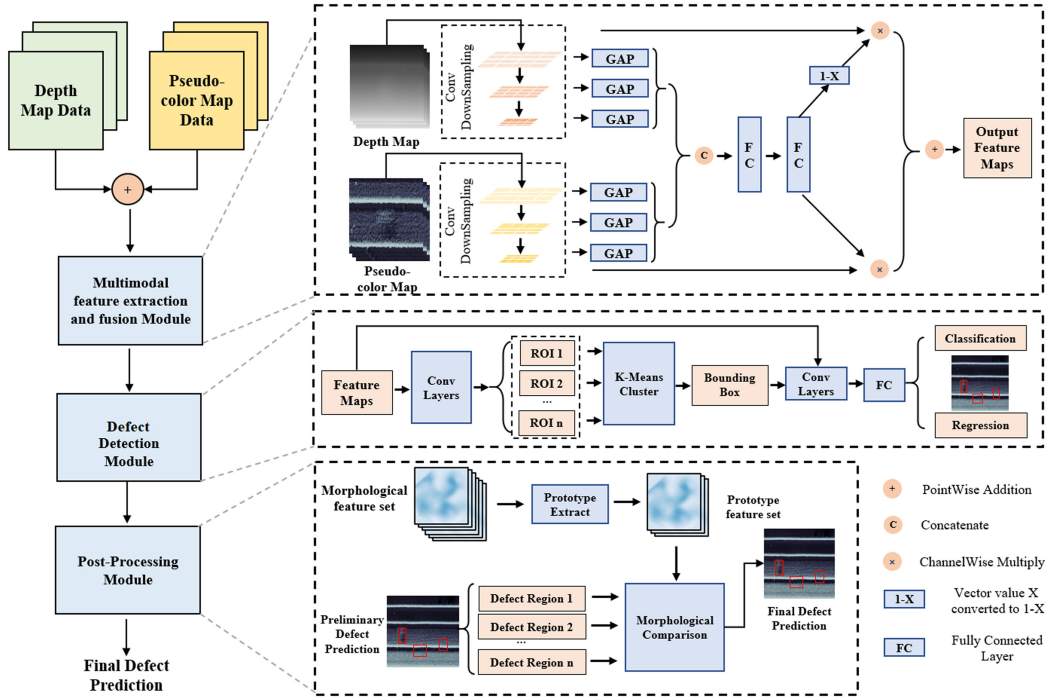 Depth
Map Data
Pseudo-
color Map
Data
+
Multimodal
feature extraction
and fusion Module
Defect
Detection
Module
Post-Processing
Module
Final Defect
Prediction
Depth Map
Conv
DownSampling
GAP
GAP
GAP
Pseudo-
color Map
Conv
DownSampling
GAP
GAP
GAP
C
F
C
F
C
1-X
×
×
+
Output
Feature
Maps
Feature
Maps
Conv
Layers
ROI 1
ROI 2
...
ROI n
K-Means
Cluster
Bounding
Box
Conv
Layers
FC
Classification
Regression
Morphological
feature set
Prototype
Extract
Prototype
feature set
Preliminary
Defect
Prediction
Defect Region 1
Defect Region 2
...
Defect Region n
Morphological
Comparison
Final Defect
Prediction
+ PointWise Addition
C Concatenate
× ChannelWise Multiply
1-X Vector value X
converted to 1-X
FC Fully Connected
Layer